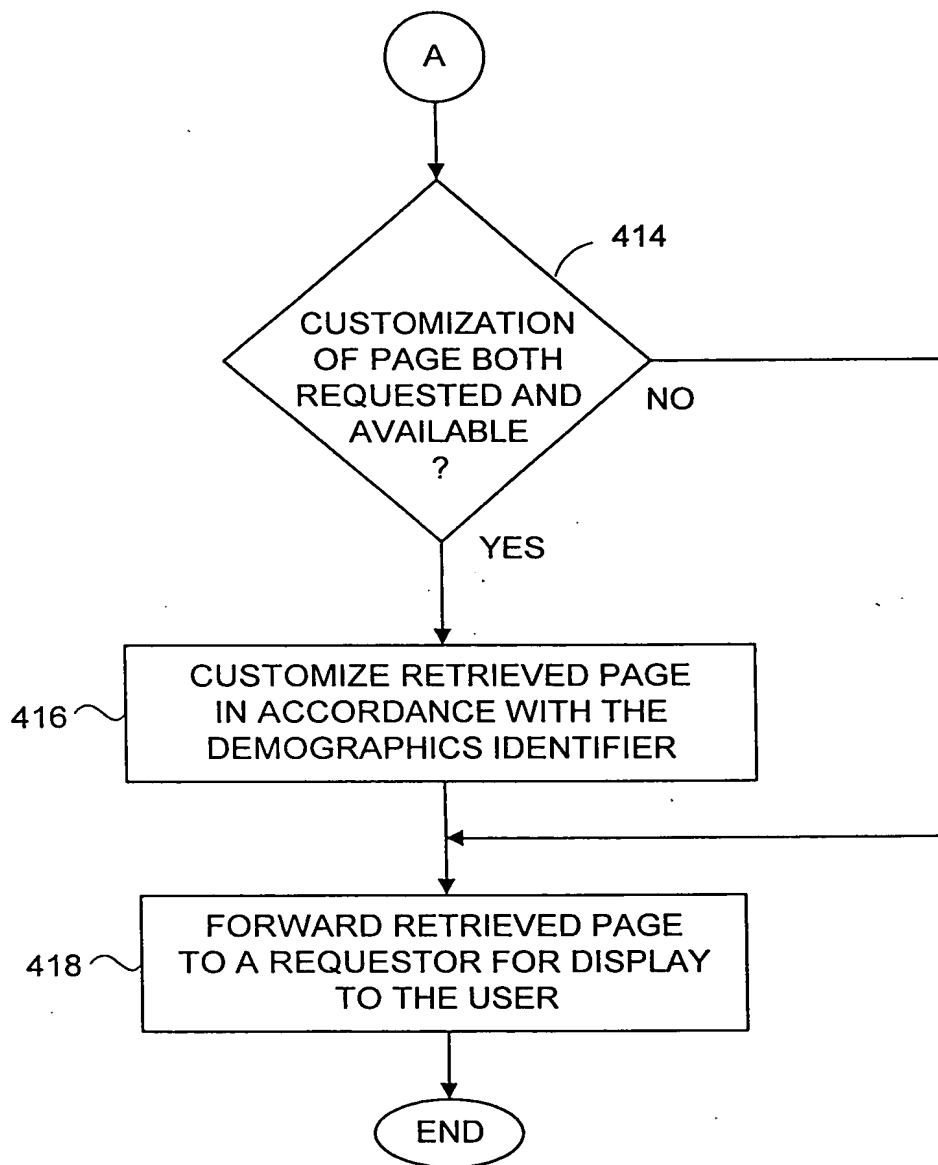 A
414
CUSTOMIZATION
OF PAGE BOTH
REQUESTED AND
AVAILABLE
?
NO
YES
CUSTOMIZE RETRIEVED PAGE
IN ACCORDANCE WITH THE
DEMOGRAPHICS IDENTIFIER
416
FORWARD RETRIEVED PAGE
TO A REQUESTOR FOR DISPLAY
TO THE USER
418
END